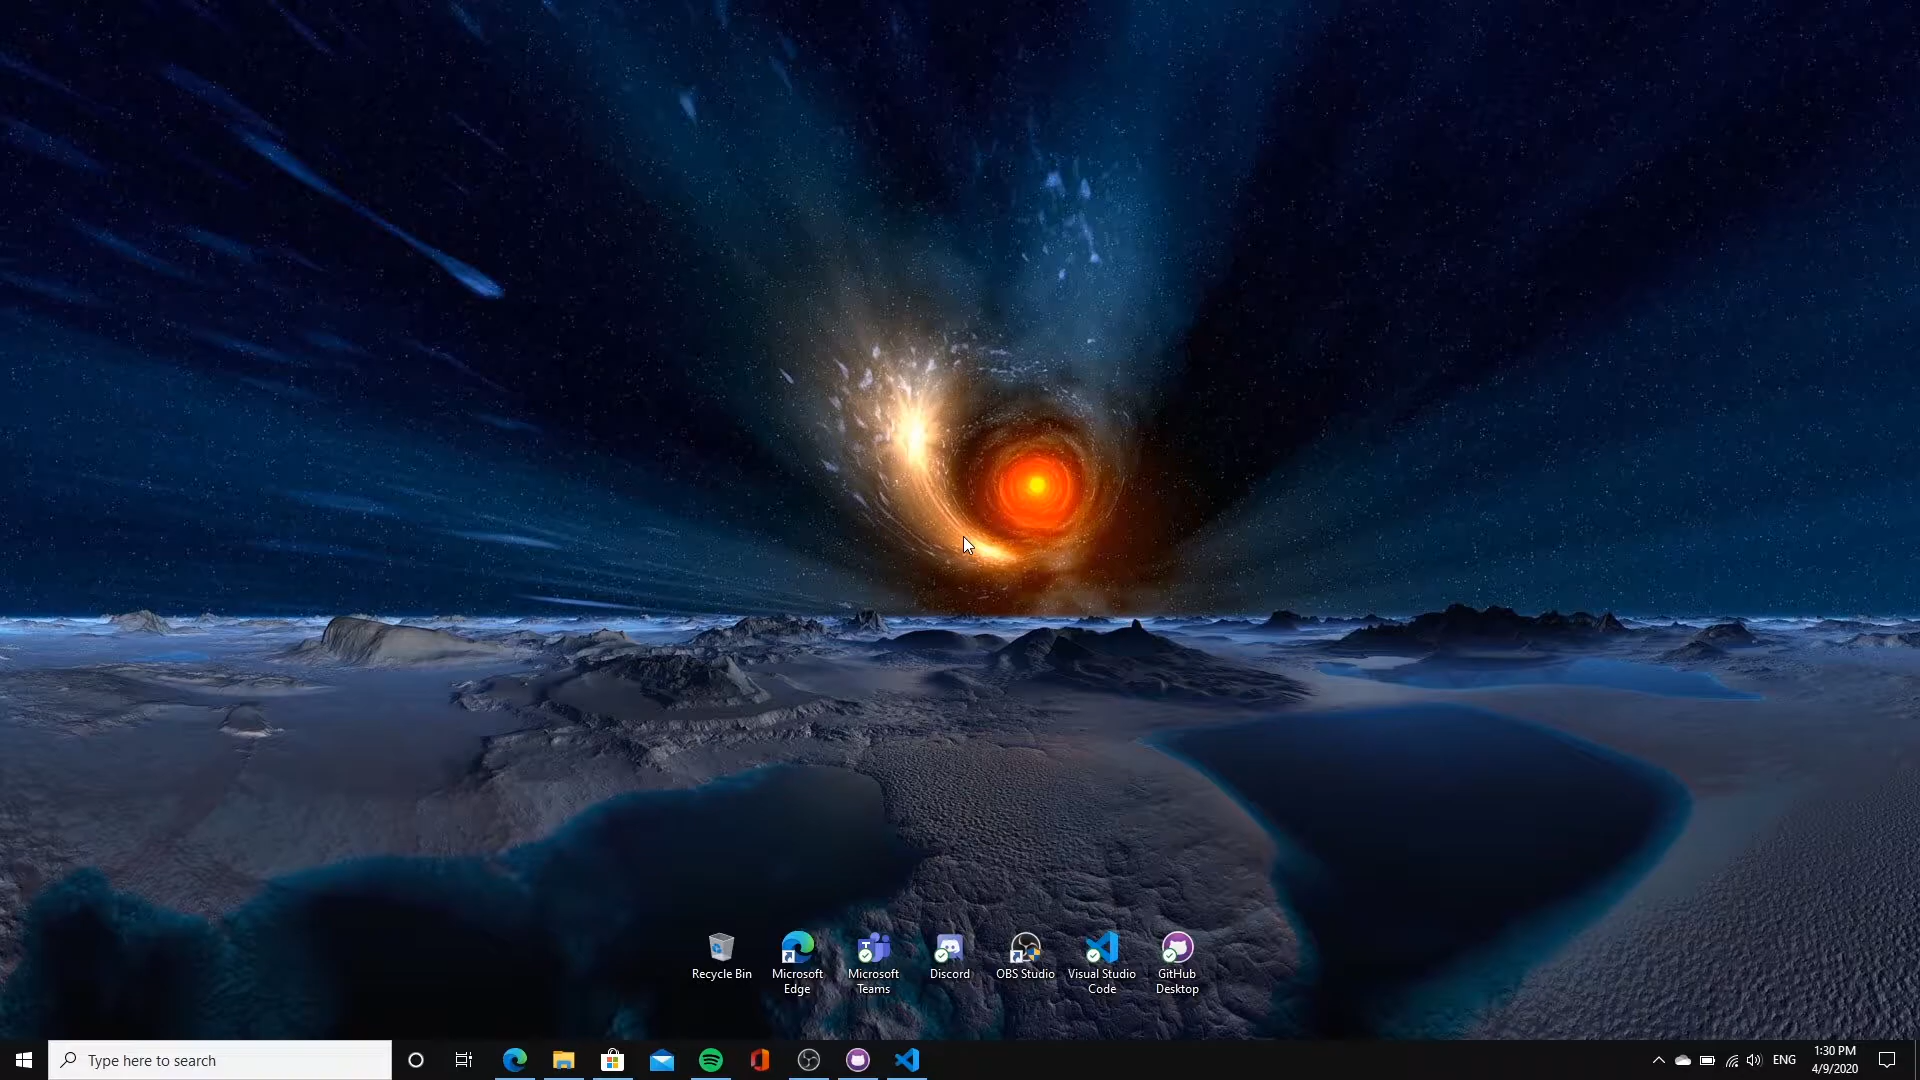 Recycle Bin
Microsoft
Edge
Microsoft
Teams
Discord
OBS Studio
Visual Studio
Code
GitHub
Desktop
Type here to search
ENG
1:30 PM
4/9/2020